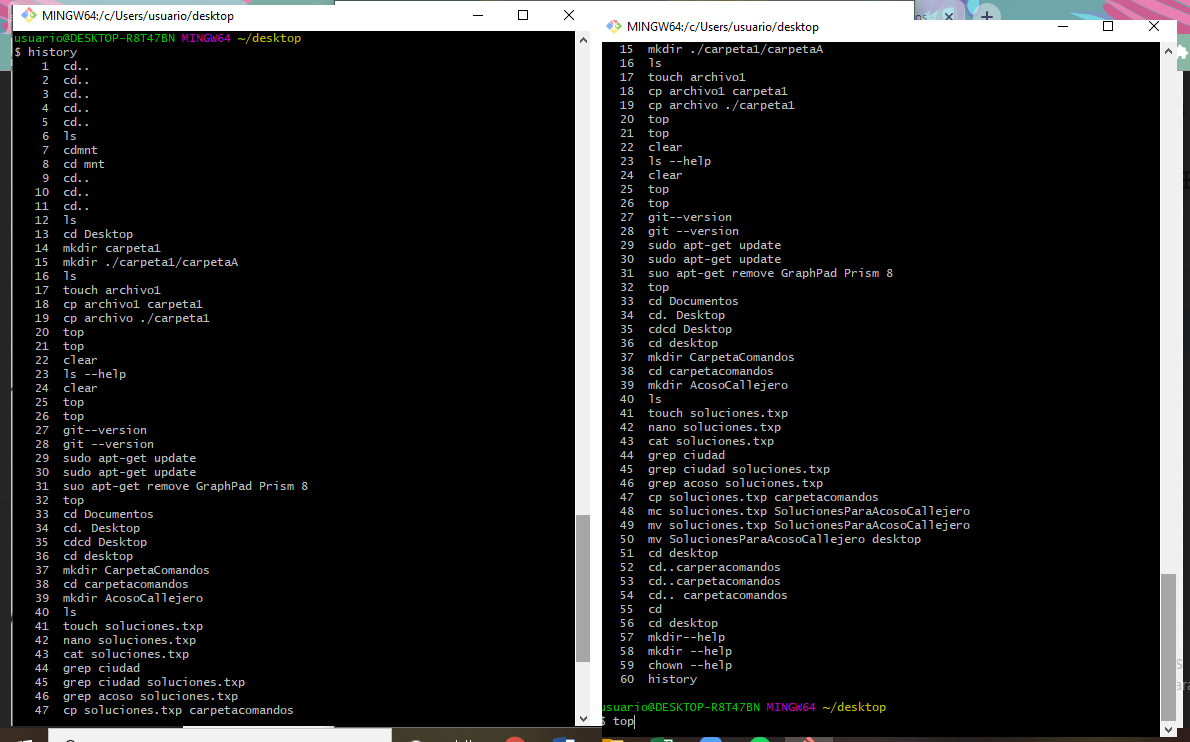 MINGW64:/c/Users/usuario/desktop
usuario@DESKTOP-R8T47BN MINGW64 ~/desktop
$ history
1 cd..
2 cd..
3 cd..
4 cd..
5 cd..
6 ls
7 cdmnt
8 cd mnt
9 cd..
10 cd..
11 cd..
12 ls
13 cd Desktop
14 mkdir carpeta1
15 mkdir ./carpeta1/carpetaA
16 ls
17 touch archivo1
18 cp archivo1 carpeta1
19 cp archivo ./carpeta1
20 top
21 top
22 clear
23 ls --help
24 clear
25 top
26 top
27 git--version
28 git --version
29 sudo apt-get update
30 sudo apt-get update
31 suo apt-get remove GraphPad Prism 8
32 top
33 cd Documentos
34 cd. Desktop
35 cdcd Desktop
36 cd desktop
37 mkdir CarpetaComandos
38 cd carpetacomandos
39 mkdir AcosoCallejero
40 ls
41 touch soluciones.txp
42 nano soluciones.txp
43 cat soluciones.txp
44 grep ciudad
45 grep ciudad soluciones.txp
46 grep acoso soluciones.txp
47 cp soluciones.txp carpetacomandos
MINGW64:/c/Users/usuario/desktop
15 mkdir ./carpeta1/carpetaA
16 ls
17 touch archivo1
18 cp archivo1 carpeta1
19 cp archivo ./carpeta1
20 top
21 top
22 clear
23 ls --help
24 clear
25 top
26 top
27 git--version
28 git --version
29 sudo apt-get update
30 sudo apt-get update
31 suo apt-get remove GraphPad Prism 8
32 top
33 cd Documentos
34 cd. Desktop
35 cdcd Desktop
36 cd desktop
37 mkdir CarpetaComandos
38 cd carpetacomandos
39 mkdir AcosoCallejero
40 ls
41 touch soluciones.txp
42 nano soluciones.txp
43 cat soluciones.txp
44 grep ciudad
45 grep ciudad soluciones.txp
46 grep acoso soluciones.txp
47 cp soluciones.txp carpetacomandos
48 mc soluciones.txp SolucionesParaAcosoCallejero
49 mv soluciones.txp SolucionesParaAcosoCallejero
50 mv SolucionesParaAcosoCallejero desktop
51 cd desktop
52 cd..carperacomandos
53 cd..carpetacomandos
54 cd.. carpetacomandos
55 cd
56 cd desktop
57 mkdir--help
58 mkdir --help
59 chown --help
60 history
usuario@DESKTOP-R8T47BN MINGW64 ~/desktop
$ top